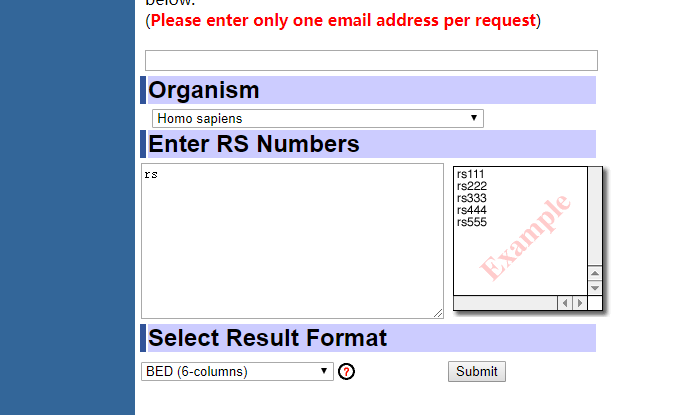 below.
(Please enter only one email address per request)
Organism
Homo sapiens
Enter RS Numbers
rs
rs111
rs222
rs333
rs444
rs555
Example
Select Result Format
BED (6-columns)
?
Submit